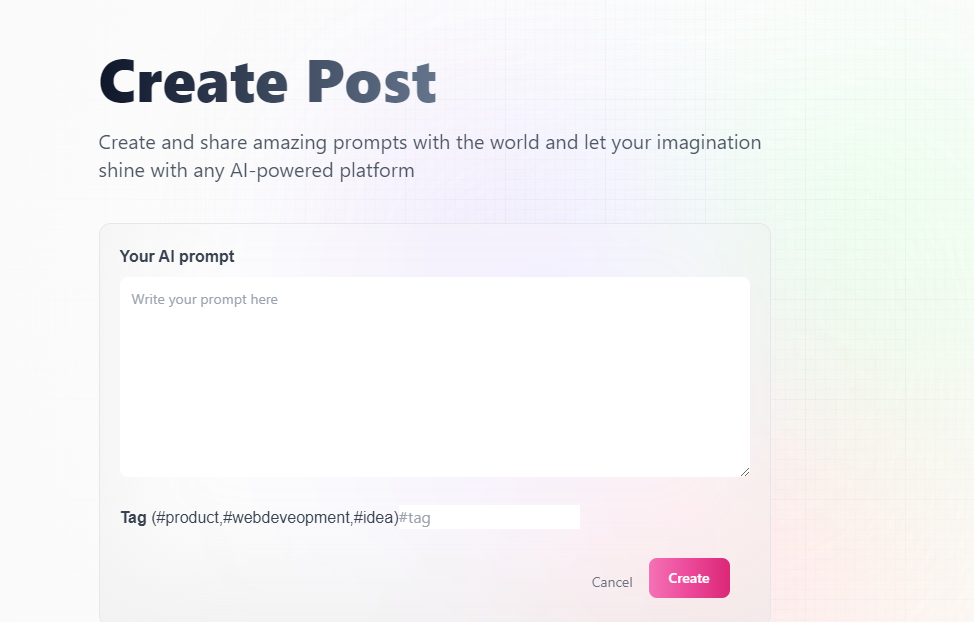 Create Post
Create and share amazing prompts with the world and let your imagination
shine with any AI-powered platform
Your AI prompt
Write your prompt here
Tag (#product,#webdeveopment,#idea)#tag
Cancel
Create